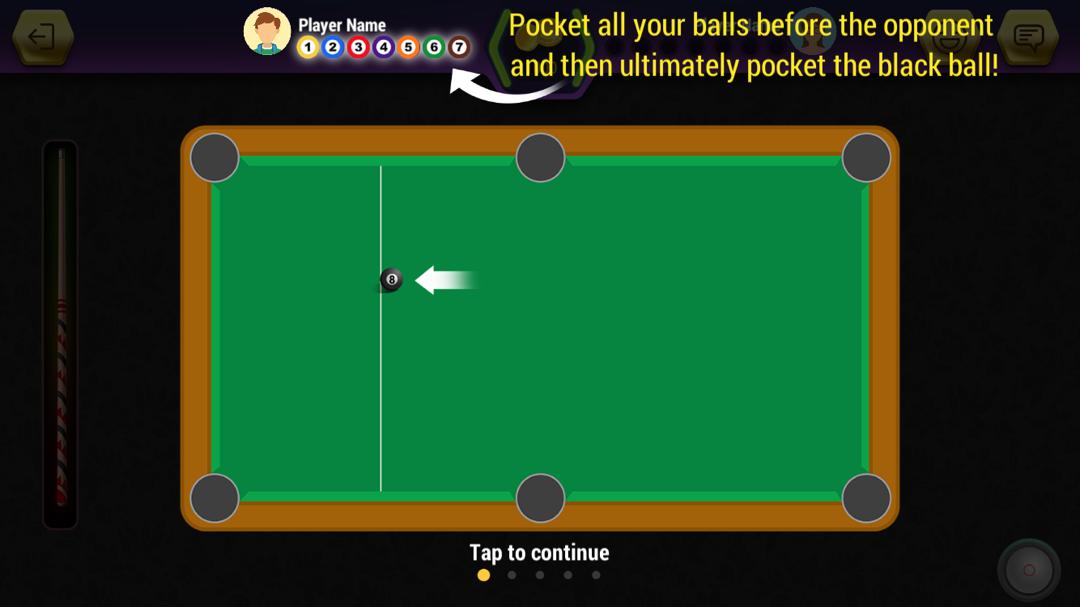 Player Name
1 2 3 4 5 6 7
Pocket all your balls before the opponent
and then ultimately pocket the black ball!
8
Tap to continue